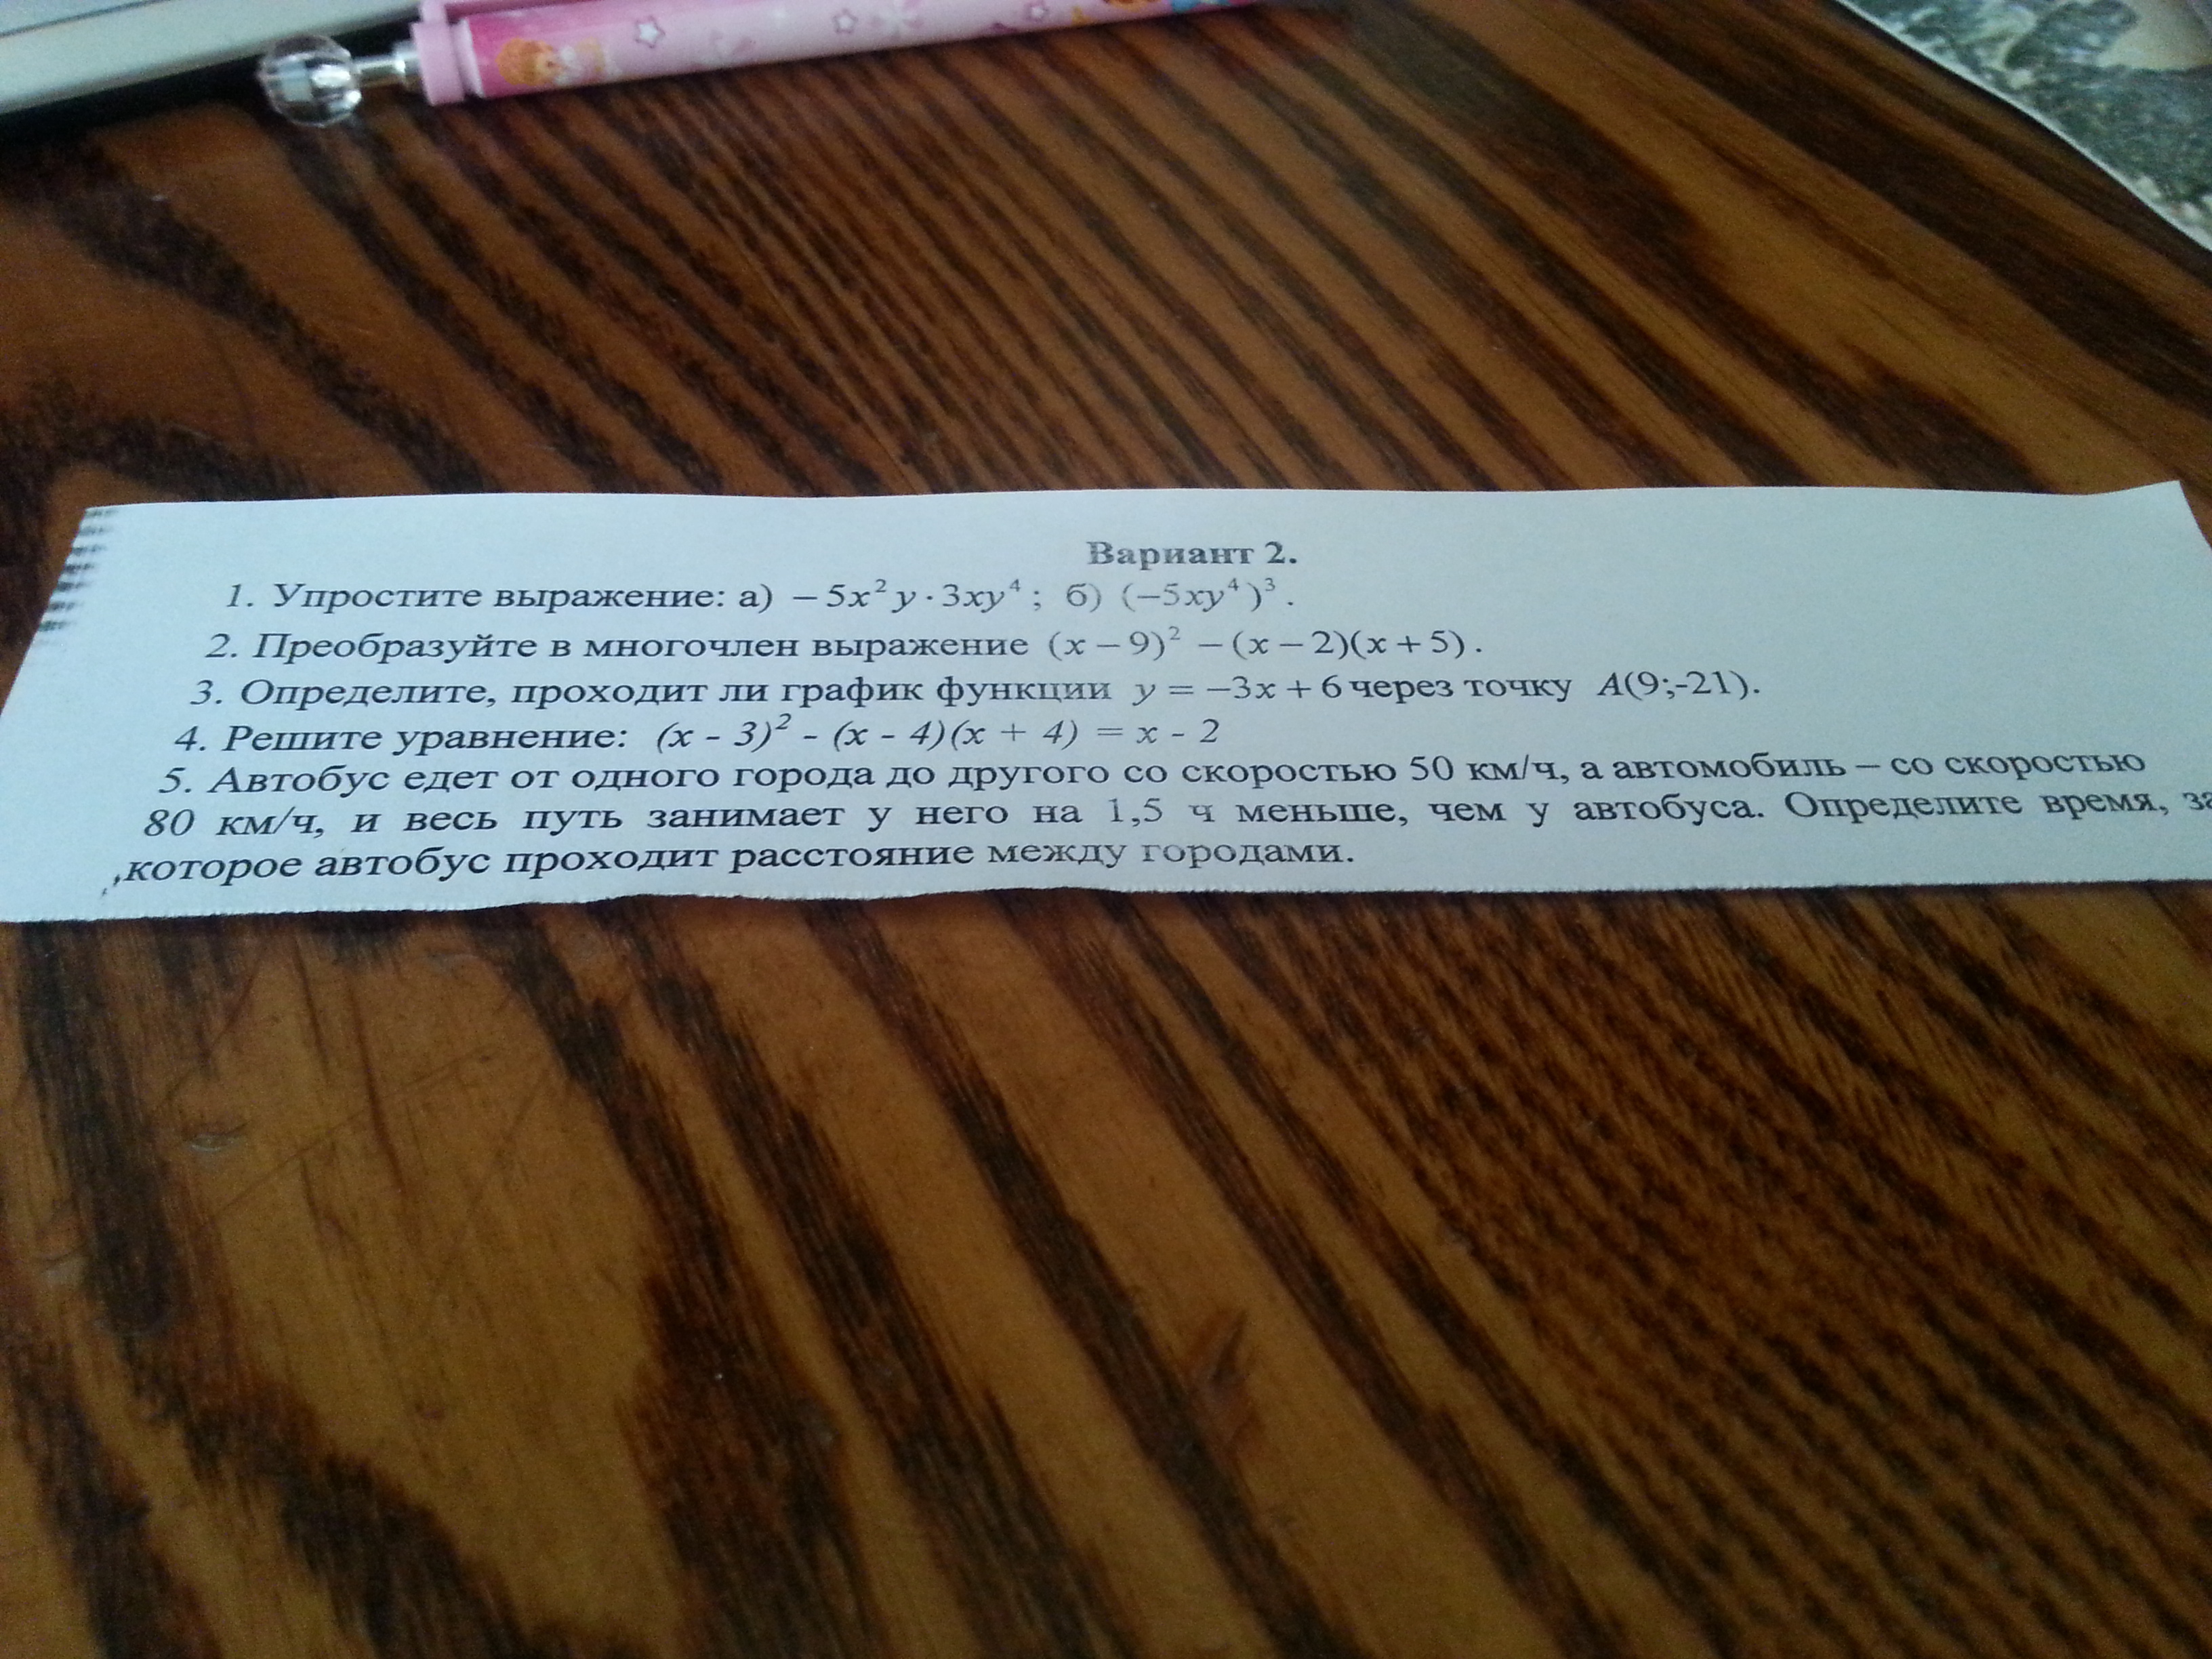 Вариант 2.
1. Упростите выражение: а) −5x²y·3xy⁴; б) (−5xy⁴)³.
2. Преобразуйте в многочлен выражение (x−9)² −(x−2)(x+5).
3. Определите, проходит ли график функции y = −3x + 6 через точку A(9;-21).
4. Решите уравнение: (x - 3)² - (x - 4)(x + 4) = x - 2
5. Автобус едет от одного города до другого со скоростью 50 км/ч, а автомобиль – со скоростью
80 км/ч, и весь путь занимает у него на 1,5 ч меньше, чем у автобуса. Определите время, за
которое автобус проходит расстояние между городами.